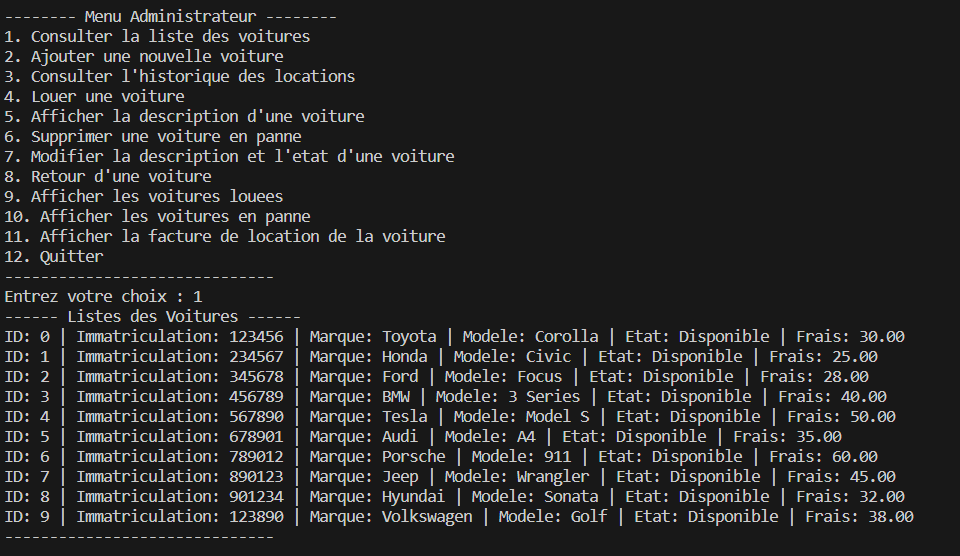 -------- Menu Administrateur --------
1. Consulter la liste des voitures
2. Ajouter une nouvelle voiture
3. Consulter l'historique des locations
4. Louer une voiture
5. Afficher la description d'une voiture
6. Supprimer une voiture en panne
7. Modifier la description et l'etat d'une voiture
8. Retour d'une voiture
9. Afficher les voitures louees
10. Afficher les voitures en panne
11. Afficher la facture de location de la voiture
12. Quitter
------------------------------
Entrez votre choix : 1
------ Listes des Voitures ------
ID: 0 | Immatriculation: 123456 | Marque: Toyota | Modele: Corolla | Etat: Disponible | Frais: 30.00
ID: 1 | Immatriculation: 234567 | Marque: Honda | Modele: Civic | Etat: Disponible | Frais: 25.00
ID: 2 | Immatriculation: 345678 | Marque: Ford | Modele: Focus | Etat: Disponible | Frais: 28.00
ID: 3 | Immatriculation: 456789 | Marque: BMW | Modele: 3 Series | Etat: Disponible | Frais: 40.00
ID: 4 | Immatriculation: 567890 | Marque: Tesla | Modele: Model S | Etat: Disponible | Frais: 50.00
ID: 5 | Immatriculation: 678901 | Marque: Audi | Modele: A4 | Etat: Disponible | Frais: 35.00
ID: 6 | Immatriculation: 789012 | Marque: Porsche | Modele: 911 | Etat: Disponible | Frais: 60.00
ID: 7 | Immatriculation: 890123 | Marque: Jeep | Modele: Wrangler | Etat: Disponible | Frais: 45.00
ID: 8 | Immatriculation: 901234 | Marque: Hyundai | Modele: Sonata | Etat: Disponible | Frais: 32.00
ID: 9 | Immatriculation: 123890 | Marque: Volkswagen | Modele: Golf | Etat: Disponible | Frais: 38.00
------------------------------